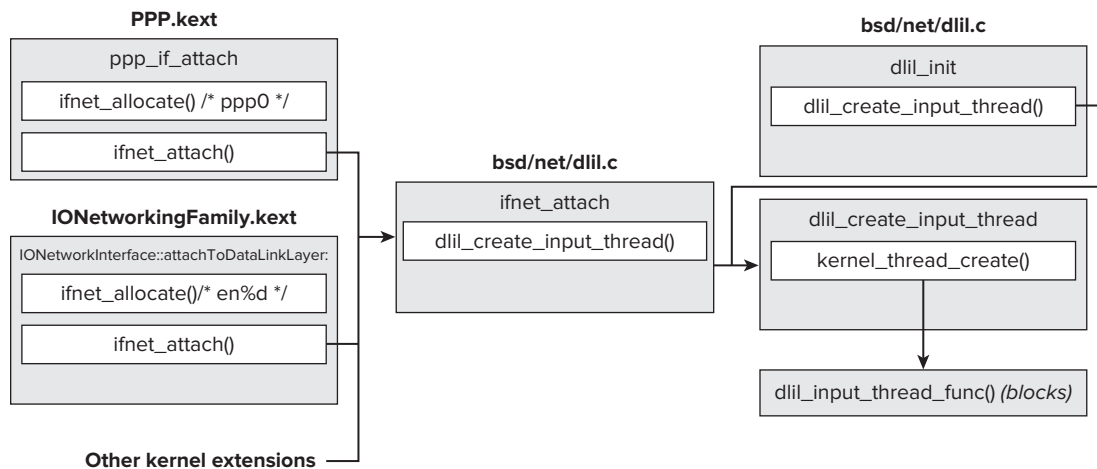 PPP.kext
ppp_if_attach
ifnet_allocate() /* ppp0 */
ifnet_attach()
IONetworkingFamily.kext
IONetworkInterface::attachToDataLinkLayer:
ifnet_allocate()/* en%d */
ifnet_attach()
Other kernel extensions
bsd/net/dlil.c
ifnet_attach
dlil_create_input_thread()
bsd/net/dlil.c
dlil_init
dlil_create_input_thread()
dlil_create_input_thread
kernel_thread_create()
dlil_input_thread_func() (blocks)